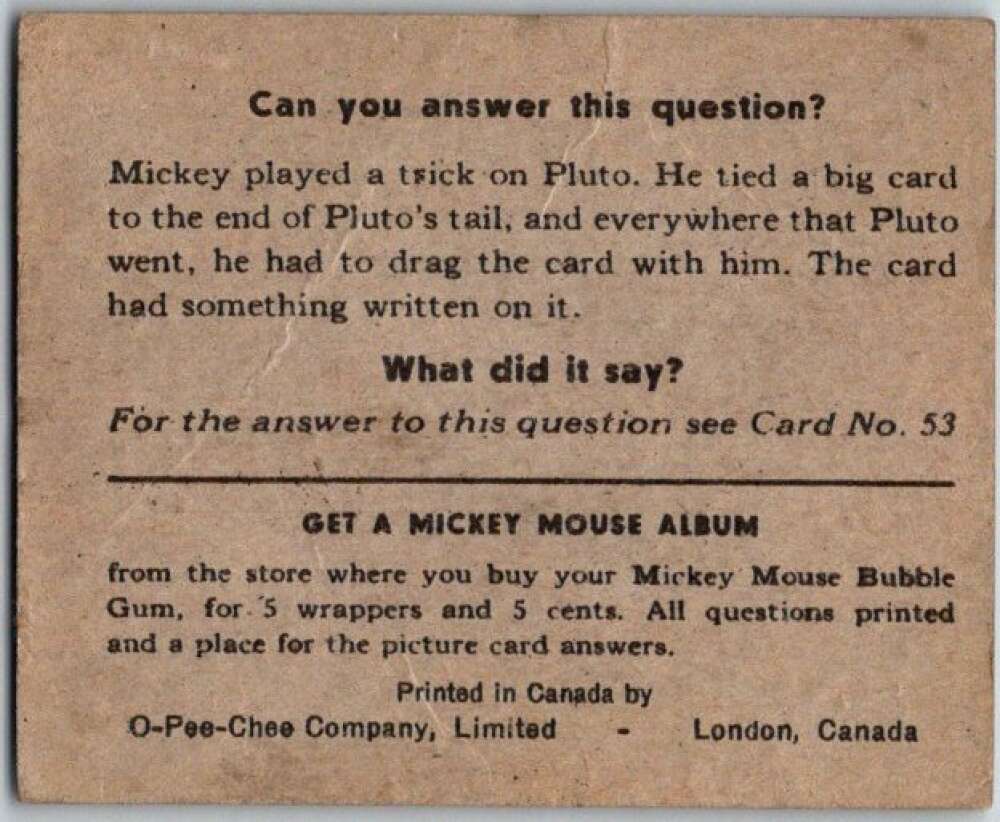 Can you answer this question?
Mickey played a trick on Pluto. He tied a big card
to the end of Pluto's tail, and everywhere that Pluto
went, he had to drag the card with him. The card
had something written on it.
What did it say?
For the answer to this question see Card No. 53
GET A MICKEY MOUSE ALBUM
from the store where you buy your Mickey Mouse Bubble
Gum, for 5 wrappers and 5 cents. All questions printed
and a place for the picture card answers.
Printed in Canada by
O-Pee-Chee Company, Limited - London, Canada